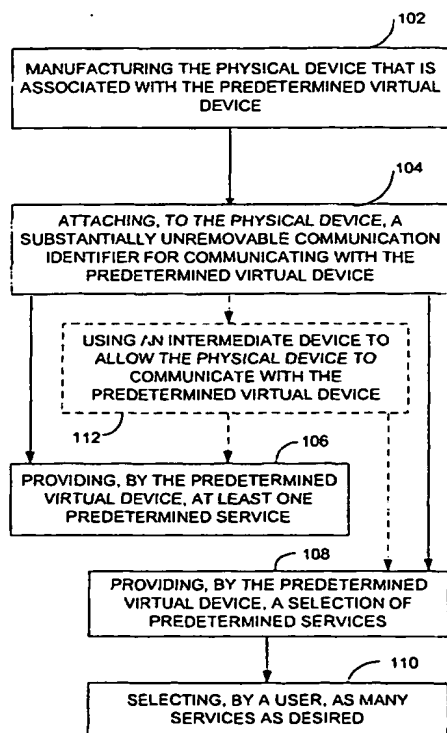 102
MANUFACTURING THE PHYSICAL DEVICE THAT IS
ASSOCIATED WITH THE PREDETERMINED VIRTUAL
DEVICE
104
ATTACHING, TO THE PHYSICAL DEVICE, A
SUBSTANTIALLY UNREMOVABLE COMMUNICATION
IDENTIFIER FOR COMMUNICATING WITH THE
PREDETERMINED VIRTUAL DEVICE
USING AN INTERMEDIATE DEVICE TO
ALLOW THE PHYSICAL DEVICE TO
COMMUNICATE WITH THE
PREDETERMINED VIRTUAL DEVICE
112
106
PROVIDING, BY THE PREDETERMINED
VIRTUAL DEVICE, AT LEAST ONE
PREDETERMINED SERVICE
108
PROVIDING, BY THE PREDETERMINED
VIRTUAL DEVICE, A SELECTION OF
PREDETERMINED SERVICES
110
SELECTING, BY A USER, AS MANY
SERVICES AS DESIRED